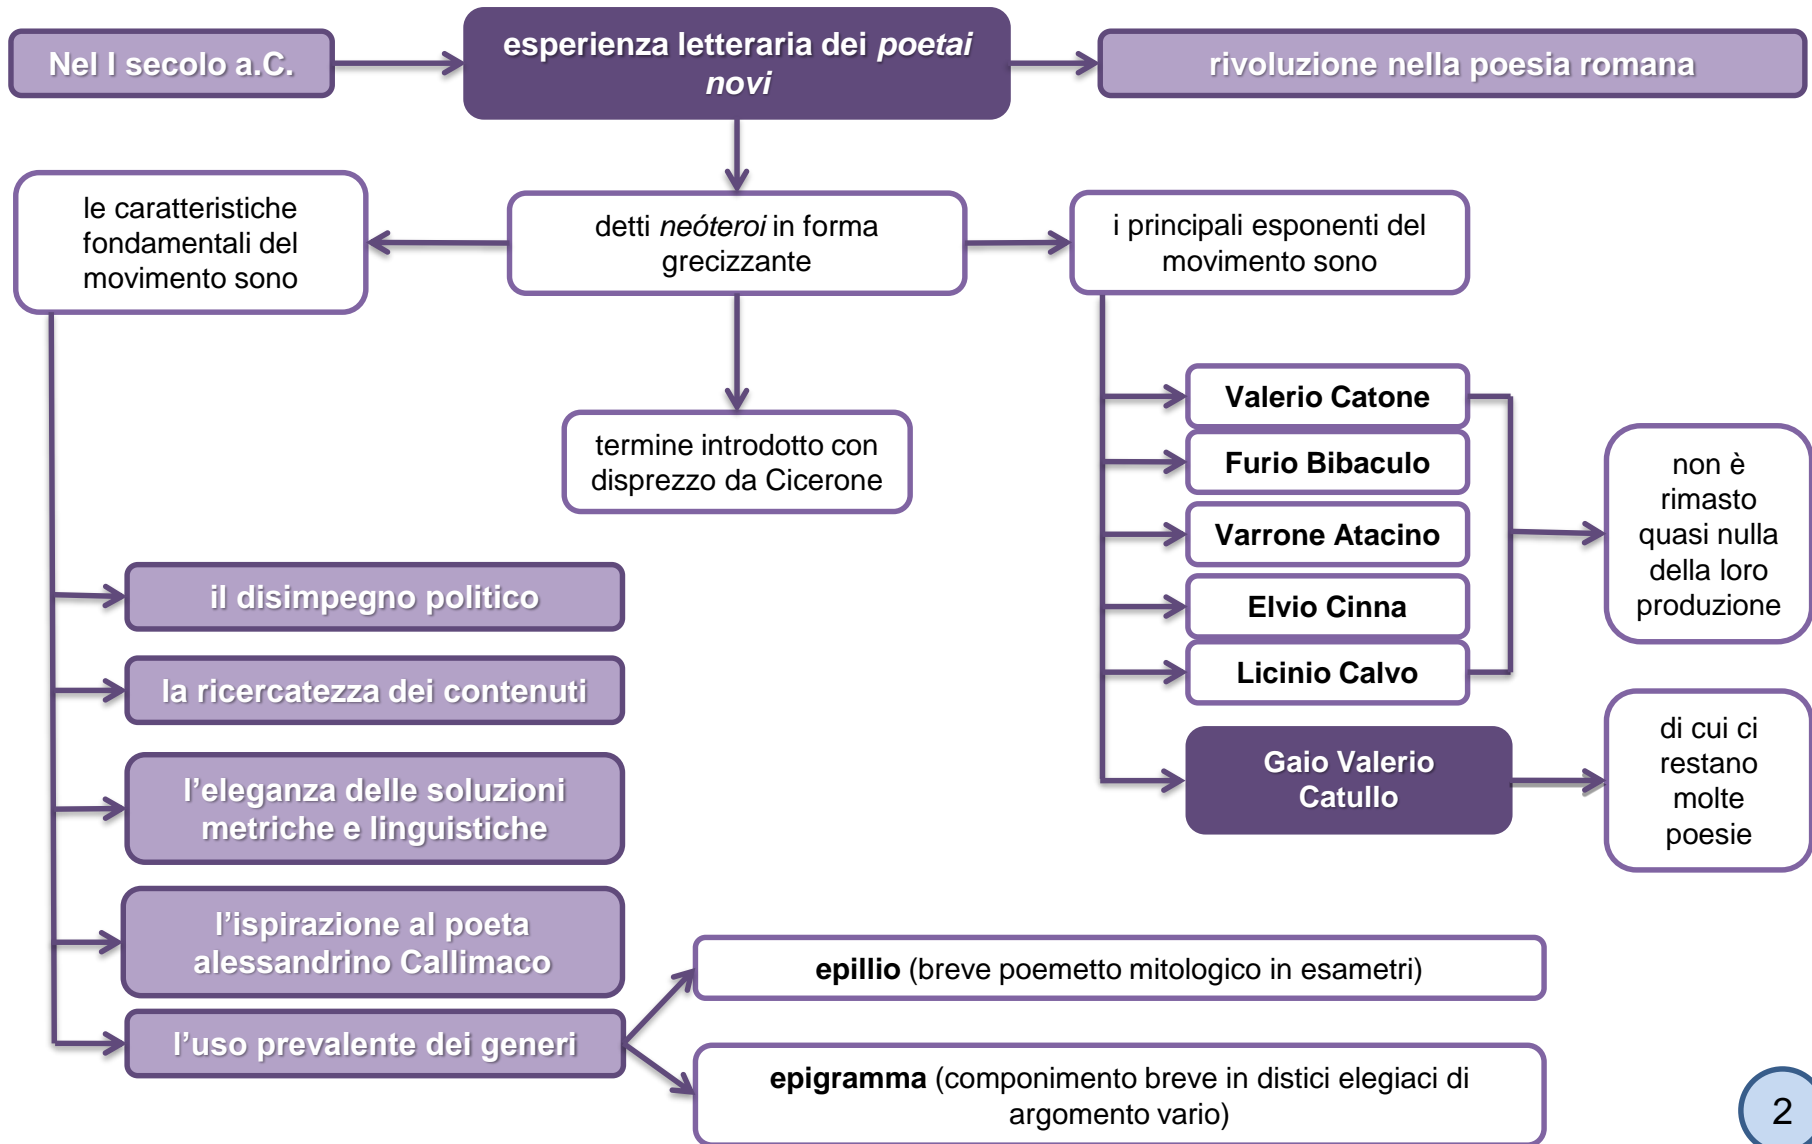 Nel I secolo a.C.
esperienza letteraria dei poetai
novi
rivoluzione nella poesia romana
le caratteristiche
fondamentali del
movimento sono
detti neóteroi in forma
grecizzante
i principali esponenti del
movimento sono
termine introdotto con
disprezzo da Cicerone
Valerio Catone
Furio Bibaculo
Varrone Atacino
Elvio Cinna
Licinio Calvo
non è
rimasto
quasi nulla
della loro
produzione
Gaio Valerio
Catullo
di cui ci
restano
molte
poesie
il disimpegno politico
la ricercatezza dei contenuti
l’eleganza delle soluzioni
metriche e linguistiche
l’ispirazione al poeta
alessandrino Callimaco
l’uso prevalente dei generi
epillio (breve poemetto mitologico in esametri)
epigramma (componimento breve in distici elegiaci di
argomento vario)
2